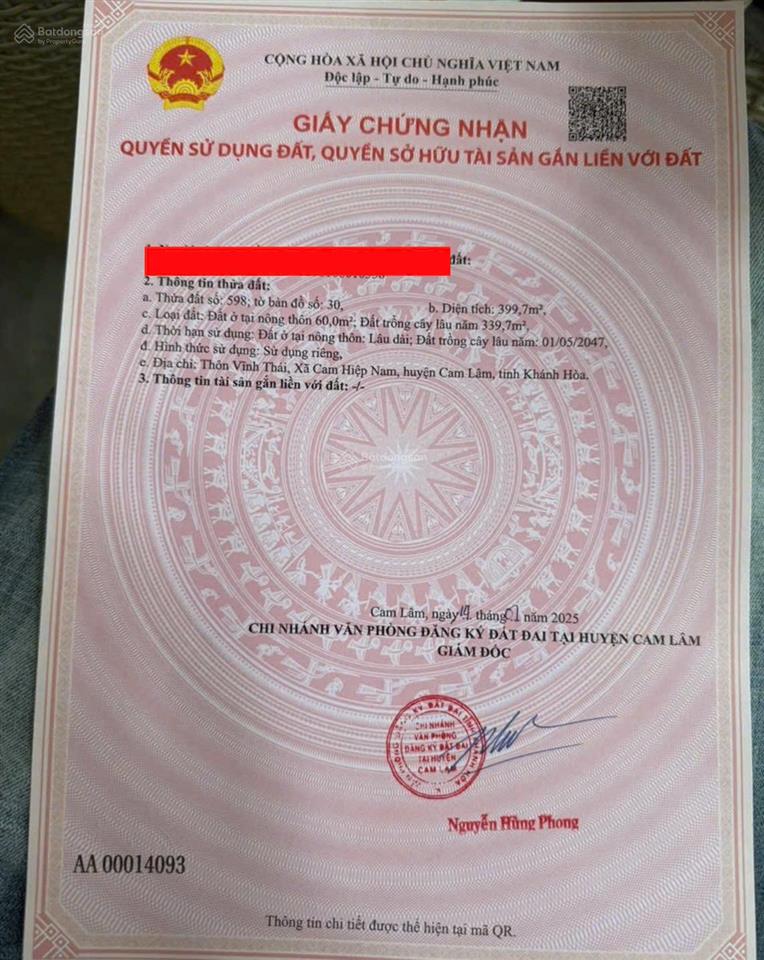 Batdongsan
by PropertyGuru
CỘNG HÒA XÃ HỘI CHỦ NGHĨA VIỆT NAM
Độc lập - Tự do - Hạnh phúc
GIẤY CHỨNG NHẬN
QUYỀN SỬ DỤNG ĐẤT, QUYỀN SỞ HỮU TÀI SẢN GẮN LIỀN VỚI ĐẤT
đất:
2. Thông tin thửa đất:
a. Thửa đất số: 598; tờ bản đồ số: 30, b. Diện tích: 399,7m²,
c. Loại đất: Đất ở tại nông thôn 60,0m²; Đất trồng cây lâu năm 339,7m²,
d. Thời hạn sử dụng: Đất ở tại nông thôn: Lâu dài; Đất trồng cây lâu năm: 01/05/2047,
đ. Hình thức sử dụng: Sử dụng riêng,
e. Địa chỉ: Thôn Vĩnh Thái, Xã Cam Hiệp Nam, huyện Cam Lâm, tỉnh Khánh Hòa.
3. Thông tin tài sản gắn liền với đất: -/-
Batdongsan
Cam Lâm, ngày 14 tháng 01 năm 2025
CHI NHÁNH VĂN PHÒNG ĐĂNG KÝ ĐẤT ĐAI TẠI HUYỆN CAM LÂM
GIÁM ĐỐC
CHI NHÁNH
VĂN PHÒNG
ĐĂNG KÝ ĐẤT ĐAI
TẠI HUYỆN
CAM LÂM
Nguyễn Hùng Phong
AA 00014093
Thông tin chi tiết được thể hiện tại mã QR.